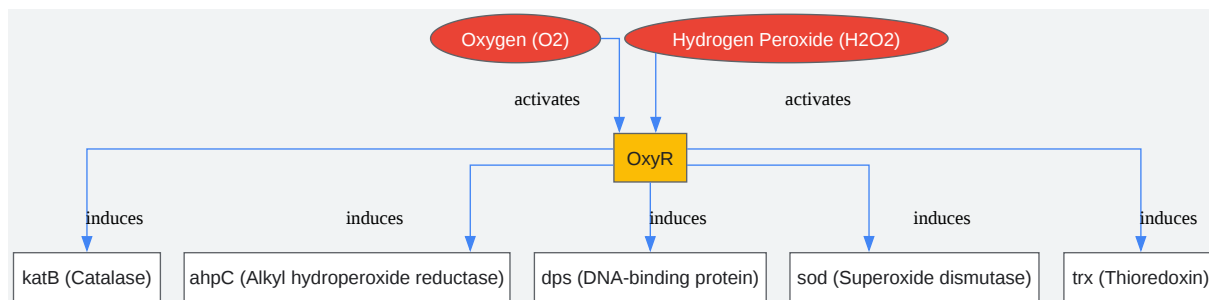 Oxygen (O2)
Hydrogen Peroxide (H2O2)
activates
activates
OxyR
induces
induces
induces
induces
induces
katB (Catalase)
ahpC (Alkyl hydroperoxide reductase)
dps (DNA-binding protein)
sod (Superoxide dismutase)
trx (Thioredoxin)